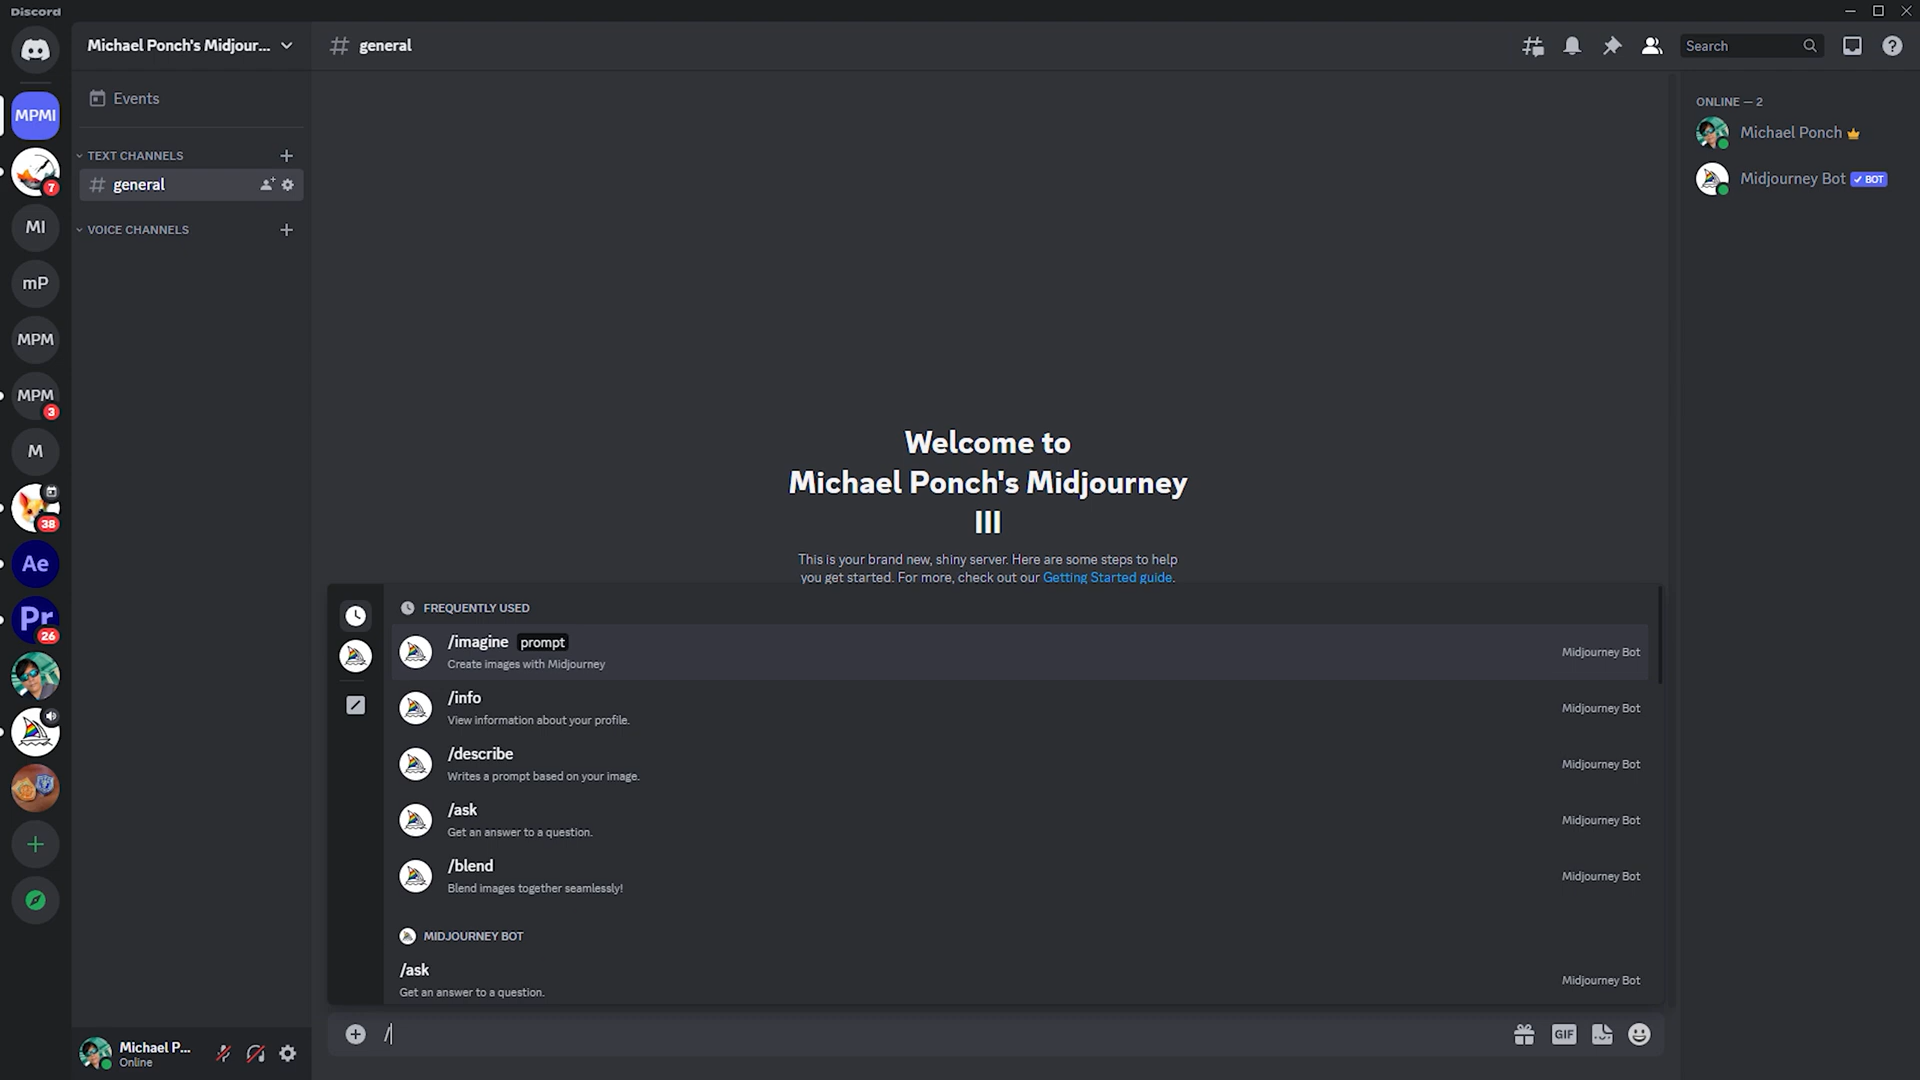 Discord
Michael Ponch's Midjour...
general
Search
MPMI
Events
ONLINE — 2
Michael Ponch
TEXT CHANNELS
7
general
Midjourney Bot BOT
MI
VOICE CHANNELS
mP
MPM
MPM
3
M
Welcome to
Michael Ponch's Midjourney
III
38
This is your brand new, shiny server. Here are some steps to help
you get started. For more, check out our Getting Started guide.
Ae
FREQUENTLY USED
Pr
26
/imagine prompt
Create images with Midjourney
Midjourney Bot
/info
View information about your profile.
Midjourney Bot
/describe
Writes a prompt based on your image.
Midjourney Bot
/ask
Get an answer to a question.
Midjourney Bot
/blend
Blend images together seamlessly!
Midjourney Bot
MIDJOURNEY BOT
/ask
Get an answer to a question.
Midjourney Bot
/
GIF
Michael P...
Online